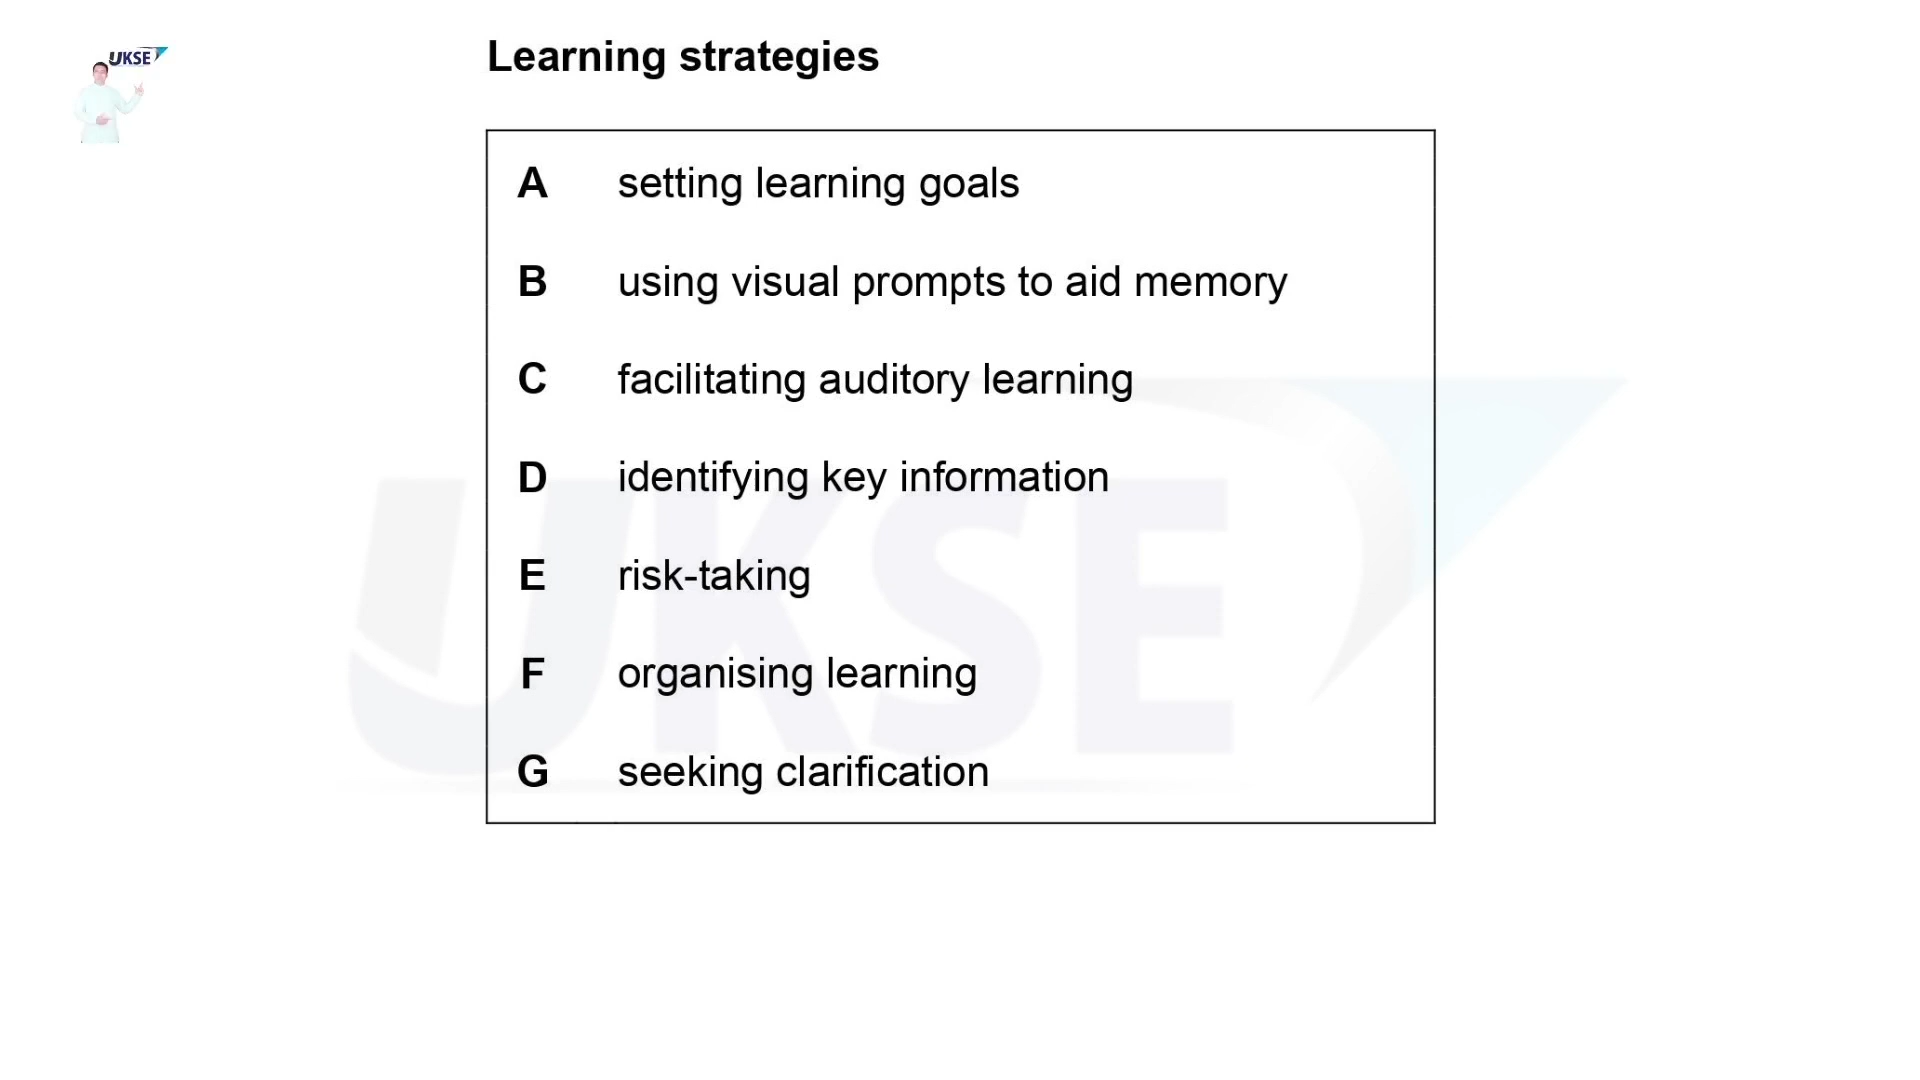 UKSE
Learning strategies
A setting learning goals
B using visual prompts to aid memory
C facilitating auditory learning
D identifying key information
E risk-taking
F organising learning
G seeking clarification
UKSE